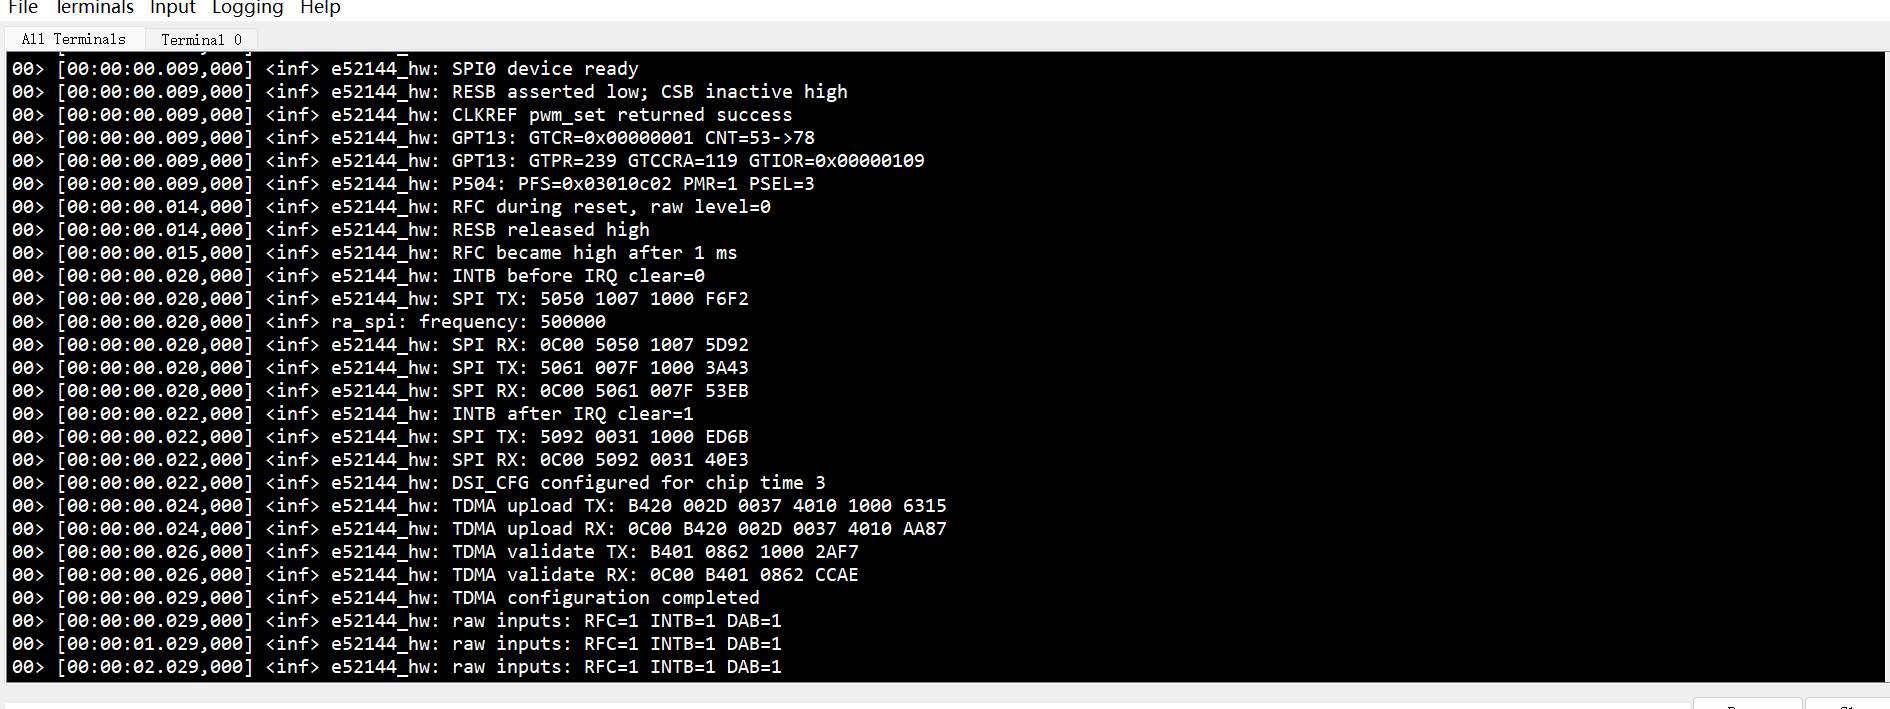 File Terminals Input Logging Help
All Terminals Terminal 0
00> [00:00:00.009,000] <inf> e52144_hw: SPI0 device ready
00> [00:00:00.009,000] <inf> e52144_hw: RESB asserted low; CSB inactive high
00> [00:00:00.009,000] <inf> e52144_hw: CLKREF pwm_set returned success
00> [00:00:00.009,000] <inf> e52144_hw: GPT13: GTCR=0x00000001 CNT=53->78
00> [00:00:00.009,000] <inf> e52144_hw: GPT13: GTPR=239 GTCCRA=119 GTIOR=0x00000109
00> [00:00:00.009,000] <inf> e52144_hw: P504: PFS=0x03010c02 PMR=1 PSEL=3
00> [00:00:00.014,000] <inf> e52144_hw: RFC during reset, raw level=0
00> [00:00:00.014,000] <inf> e52144_hw: RESB released high
00> [00:00:00.015,000] <inf> e52144_hw: RFC became high after 1 ms
00> [00:00:00.020,000] <inf> e52144_hw: INTB before IRQ clear=0
00> [00:00:00.020,000] <inf> e52144_hw: SPI TX: 5050 1007 1000 F6F2
00> [00:00:00.020,000] <inf> ra_spi: frequency: 500000
00> [00:00:00.020,000] <inf> e52144_hw: SPI RX: 0C00 5050 1007 5D92
00> [00:00:00.020,000] <inf> e52144_hw: SPI TX: 5061 007F 1000 3A43
00> [00:00:00.020,000] <inf> e52144_hw: SPI RX: 0C00 5061 007F 53EB
00> [00:00:00.022,000] <inf> e52144_hw: INTB after IRQ clear=1
00> [00:00:00.022,000] <inf> e52144_hw: SPI TX: 5092 0031 1000 ED6B
00> [00:00:00.022,000] <inf> e52144_hw: SPI RX: 0C00 5092 0031 40E3
00> [00:00:00.022,000] <inf> e52144_hw: DSI_CFG configured for chip time 3
00> [00:00:00.024,000] <inf> e52144_hw: TDMA upload TX: B420 002D 0037 4010 1000 6315
00> [00:00:00.024,000] <inf> e52144_hw: TDMA upload RX: 0C00 B420 002D 0037 4010 AA87
00> [00:00:00.026,000] <inf> e52144_hw: TDMA validate TX: B401 0862 1000 2AF7
00> [00:00:00.026,000] <inf> e52144_hw: TDMA validate RX: 0C00 B401 0862 CCAE
00> [00:00:00.029,000] <inf> e52144_hw: TDMA configuration completed
00> [00:00:00.029,000] <inf> e52144_hw: raw inputs: RFC=1 INTB=1 DAB=1
00> [00:00:01.029,000] <inf> e52144_hw: raw inputs: RFC=1 INTB=1 DAB=1
00> [00:00:02.029,000] <inf> e52144_hw: raw inputs: RFC=1 INTB=1 DAB=1